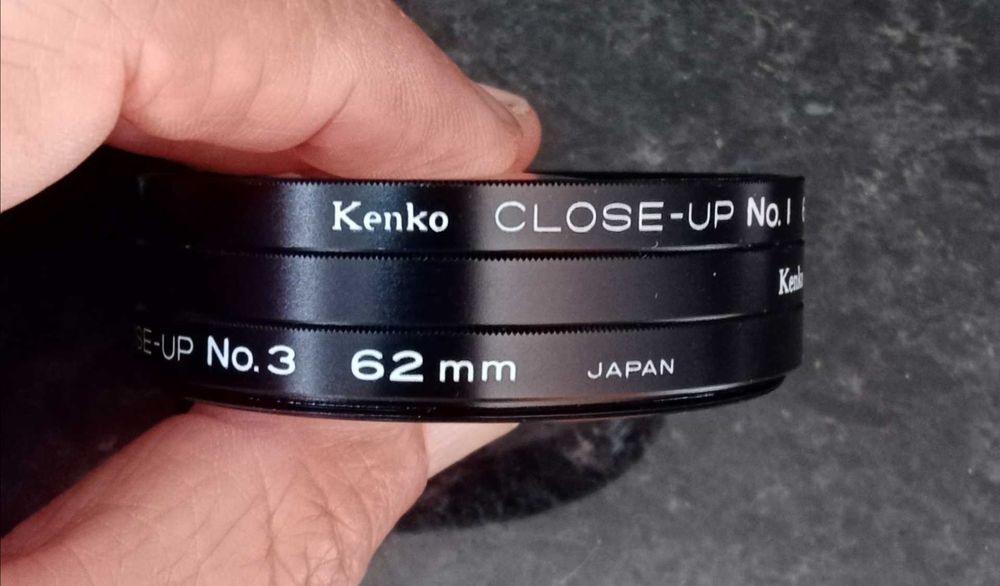 Kenko CLOSE-UP No.1
Kenko
SE-UP No.3 62mm JAPAN